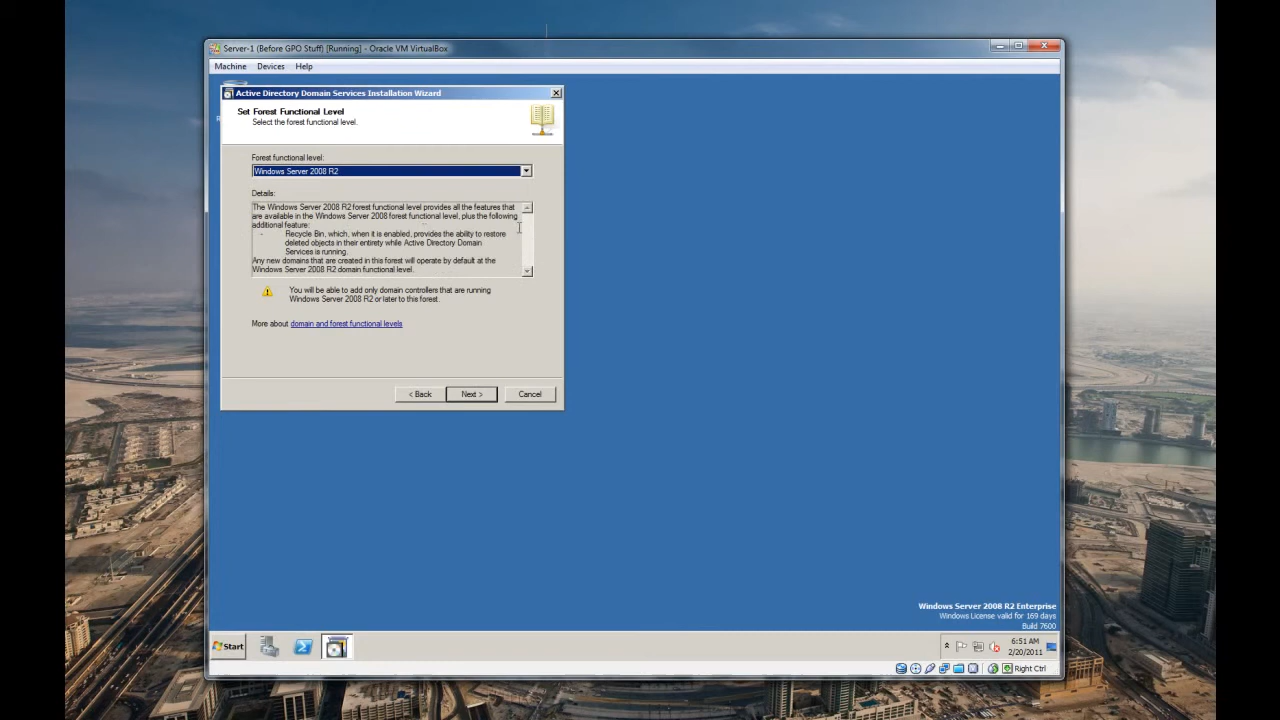 Server-1 (Before GPO Stuff) [Running] - Oracle VM VirtualBox
Machine Devices Help
Active Directory Domain Services Installation Wizard
Set Forest Functional Level
Select the forest functional level.
Forest functional level:
Windows Server 2008 R2
Details:
The Windows Server 2008 R2 forest functional level provides all the features that
are available in the Windows Server 2008 forest functional level, plus the following
additional feature:
- Recycle Bin, which, when it is enabled, provides the ability to restore
deleted objects in their entirety while Active Directory Domain
Services is running.
Any new domains that are created in this forest will operate by default at the
Windows Server 2008 R2 domain functional level.
You will be able to add only domain controllers that are running
Windows Server 2008 R2 or later to this forest.
More about domain and forest functional levels
< Back Next > Cancel
Windows Server 2008 R2 Enterprise
Windows License valid for 169 days
Build 7600
Start
6:51 AM
2/20/2011
Right Ctrl